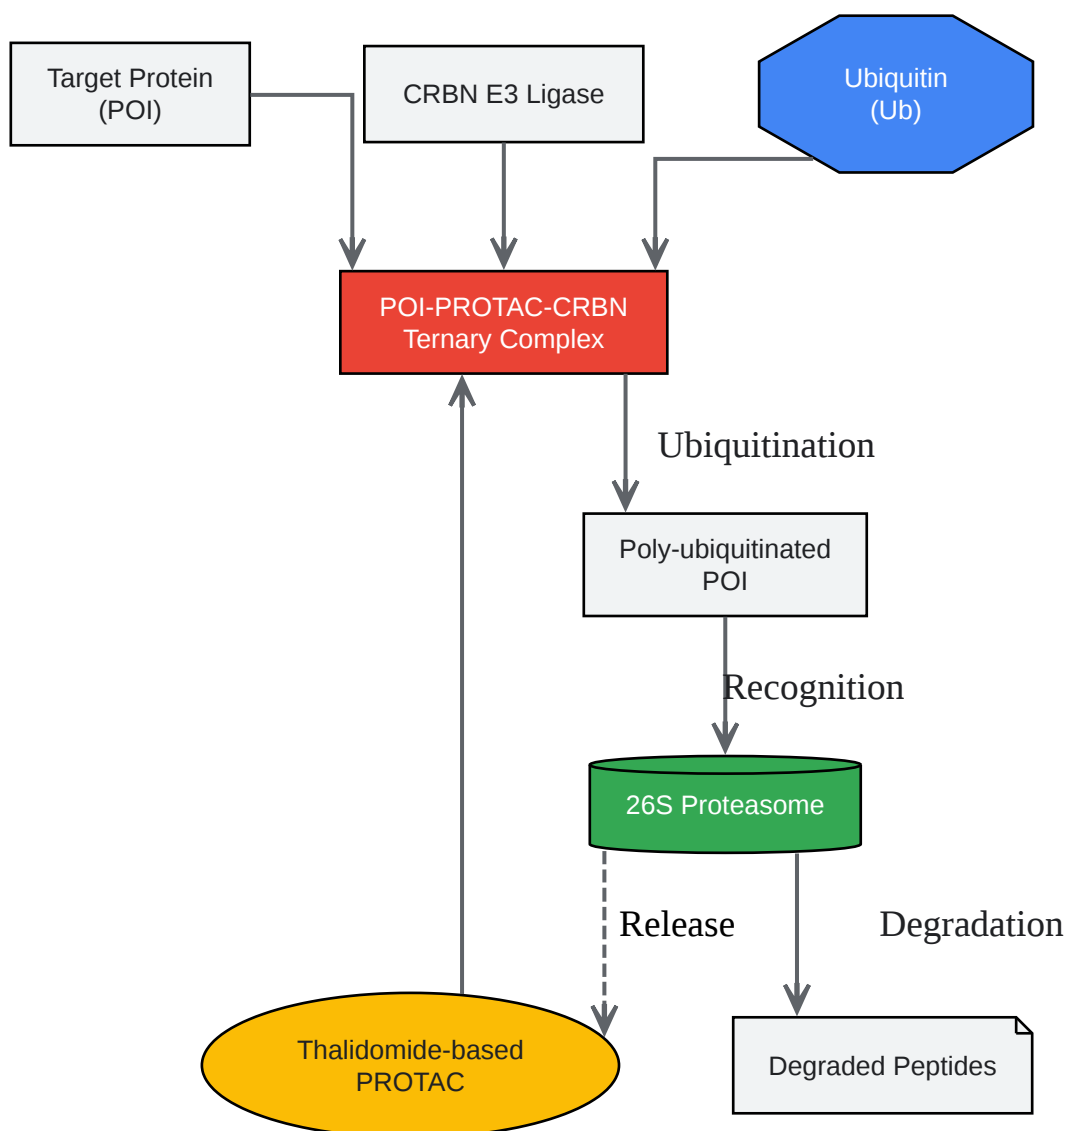 Target Protein
(POI)
CRBN E3 Ligase
Ubiquitin
(Ub)
POI-PROTAC-CRBN
Ternary Complex
Ubiquitination
Poly-ubiquitinated
POI
Recognition
26S Proteasome
Release
Degradation
Thalidomide-based
PROTAC
Degraded Peptides